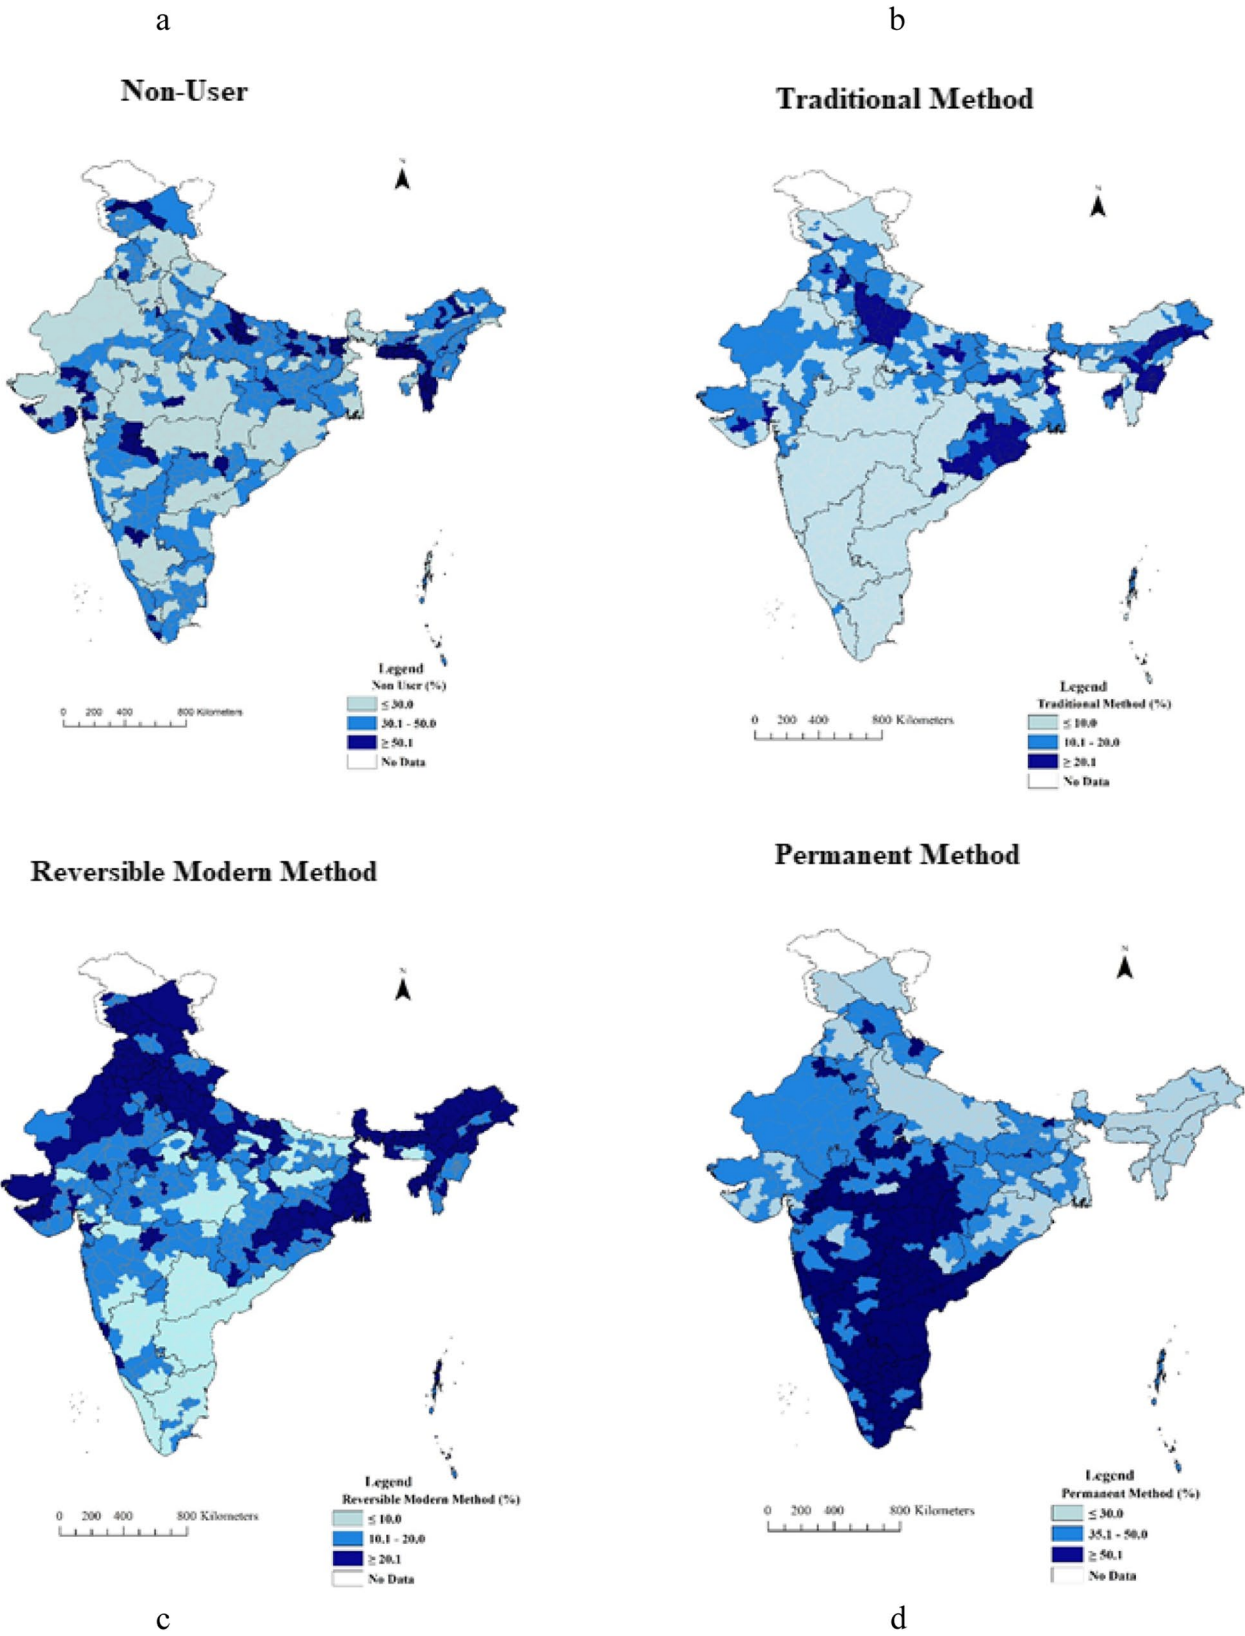 a
b
Non-User
Traditional Method
N
N
Legend
Non User (%)
≤ 30.0
30.1 - 50.0
≥ 50.1
No Data
0 200 400 800 Kilometers
Legend
Traditional Method (%)
≤ 10.0
10.1 - 20.0
≥ 20.1
No Data
0 200 400 800 Kilometers
Reversible Modern Method
Permanent Method
N
N
Legend
Reversible Modern Method (%)
≤ 10.0
10.1 - 20.0
≥ 20.1
No Data
0 200 400 800 Kilometers
Legend
Permanent Method (%)
≤ 30.0
35.1 - 50.0
≥ 50.1
No Data
0 200 400 800 Kilometers
c
d